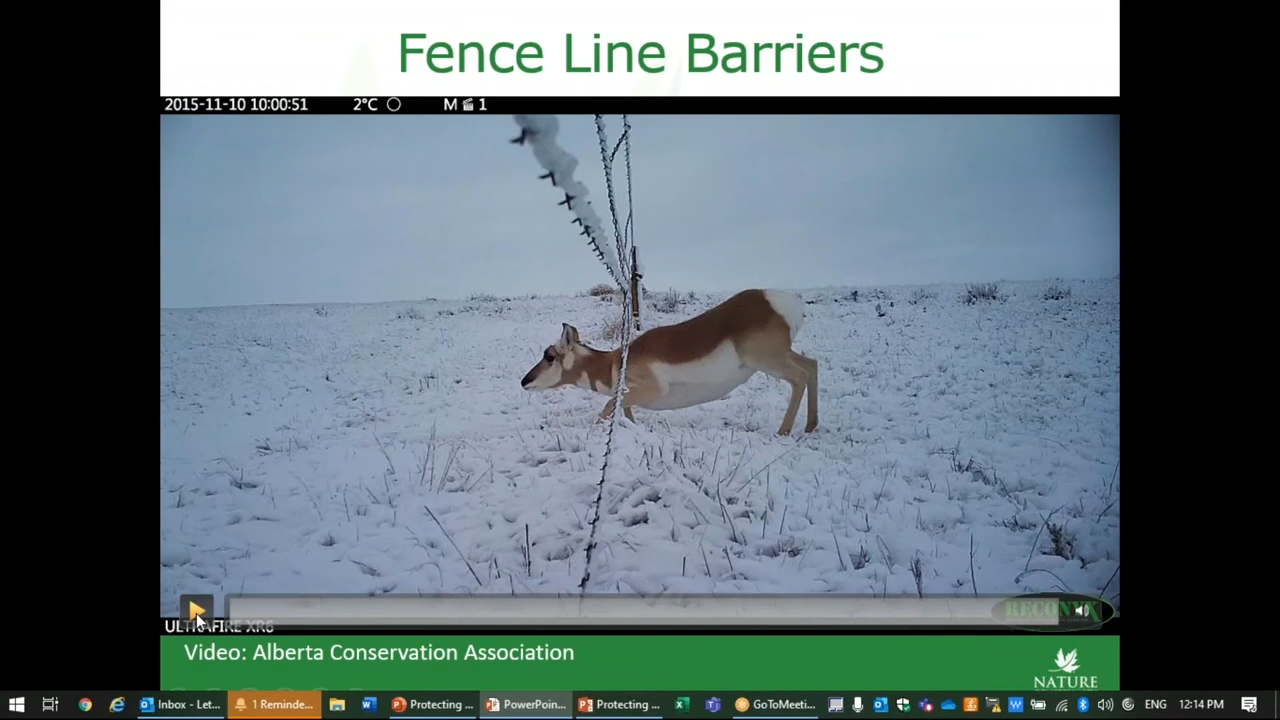 Fence Line Barriers
2015-11-10 10:00:51 2°C M 1
RECONYX
ULTRAFIRE XR6
Video: Alberta Conservation Association
NATURE
Inbox - Let... 1 Reminde... Protecting ... PowerPoin... Protecting ... GoToMeeti... ENG 12:14 PM